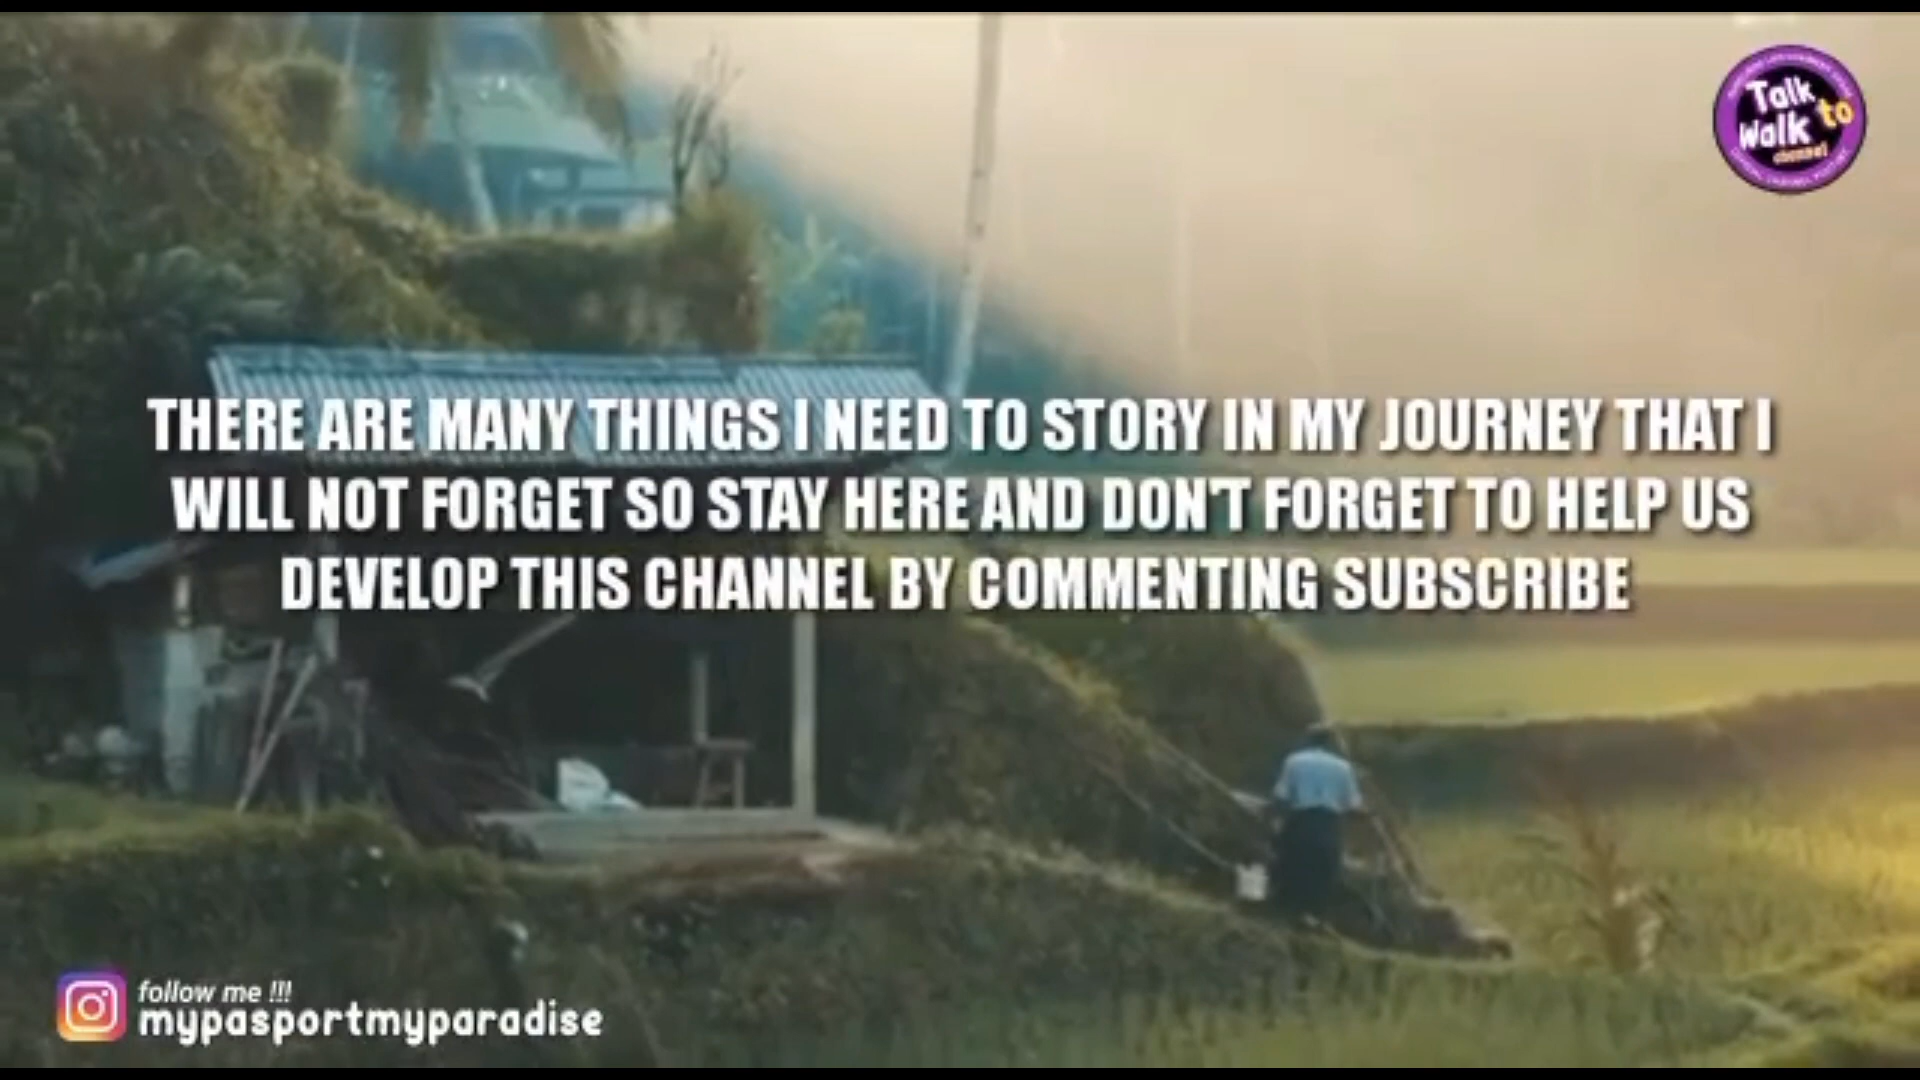 Talk
to
Walk
channel
THERE ARE MANY THINGS I NEED TO STORY IN MY JOURNEY THAT I
WILL NOT FORGET SO STAY HERE AND DON'T FORGET TO HELP US
DEVELOP THIS CHANNEL BY COMMENTING SUBSCRIBE
follow me !!!
mypasportmyparadise